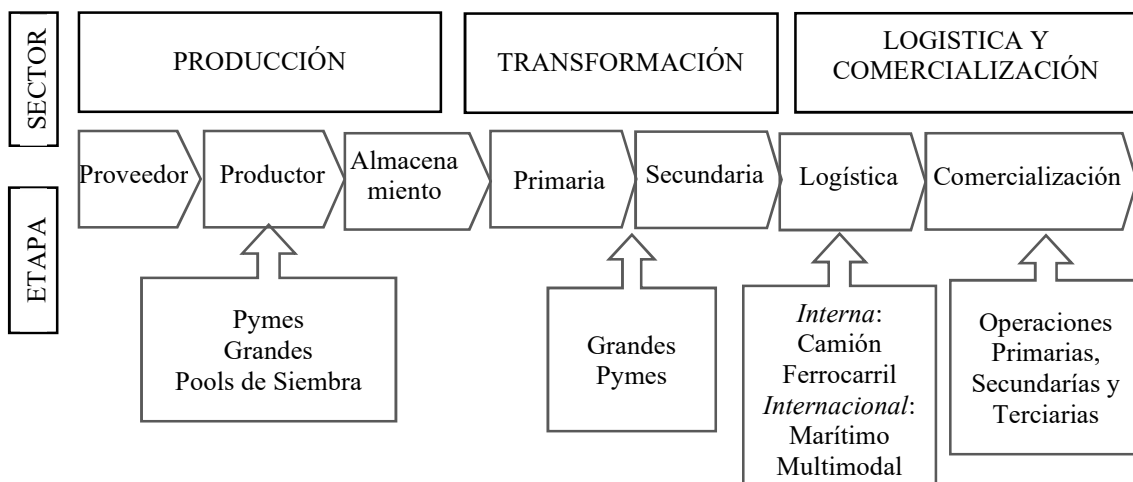 SECTOR
PRODUCCIÓN
TRANSFORMACIÓN
LOGISTICA Y
COMERCIALIZACIÓN
ETAPA
Proveedor
Productor
Almacena
miento
Primaria
Secundaria
Logística
Comercialización
Pymes
Grandes
Pools de Siembra
Grandes
Pymes
Interna:
Camión
Ferrocarril
Internacional:
Marítimo
Multimodal
Operaciones
Primarias,
Secundarías y
Terciarias